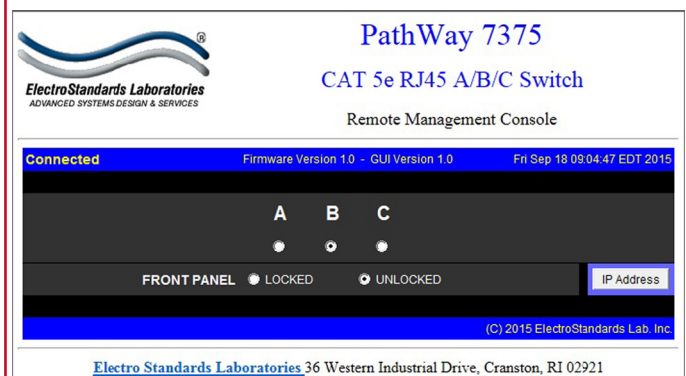 ®
ElectroStandards Laboratories
ADVANCED SYSTEMS DESIGN & SERVICES
PathWay 7375
CAT 5e RJ45 A/B/C Switch
Remote Management Console
Connected Firmware Version 1.0 - GUI Version 1.0 Fri Sep 18 09:04:47 EDT 2015
A B C
FRONT PANEL LOCKED UNLOCKED IP Address
(C) 2015 ElectroStandards Lab. Inc.
Electro Standards Laboratories 36 Western Industrial Drive, Cranston, RI 02921